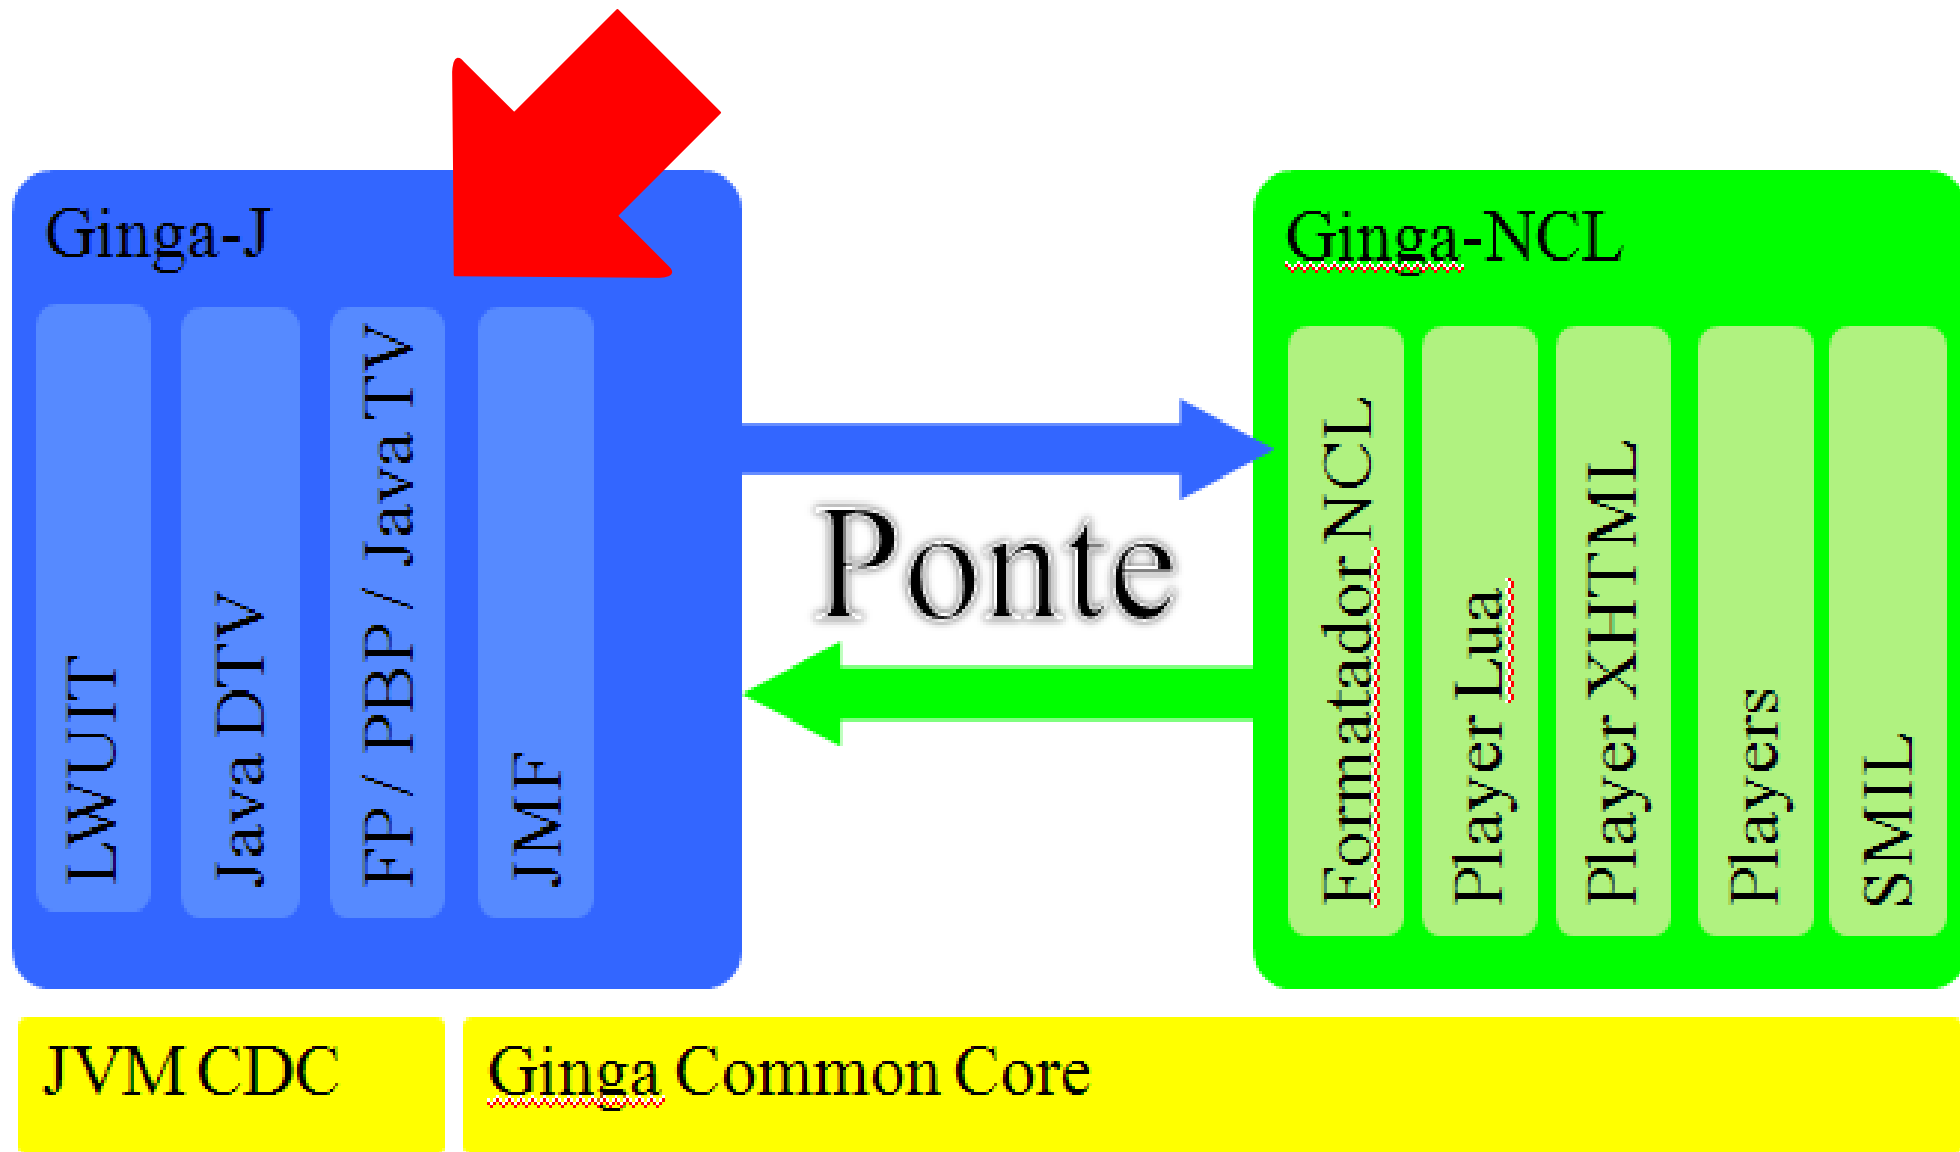 Ginga-J
LWUIT
Java DTV
FP / PBP / Java TV
JMF
Ponte
Ginga-NCL
Formatador NCL
Player Lua
Player XHTML
Players
SMIL
JVM CDC
Ginga Common Core